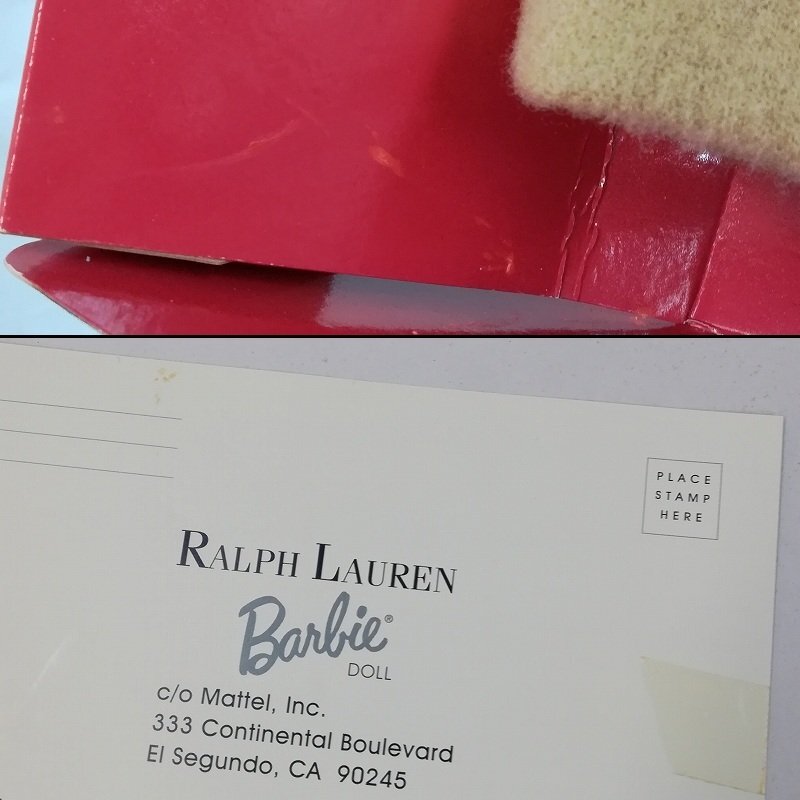 PLACE
STAMP
HERE
RALPH LAUREN
Barbie®
DOLL
c/o Mattel, Inc.
333 Continental Boulevard
El Segundo, CA 90245